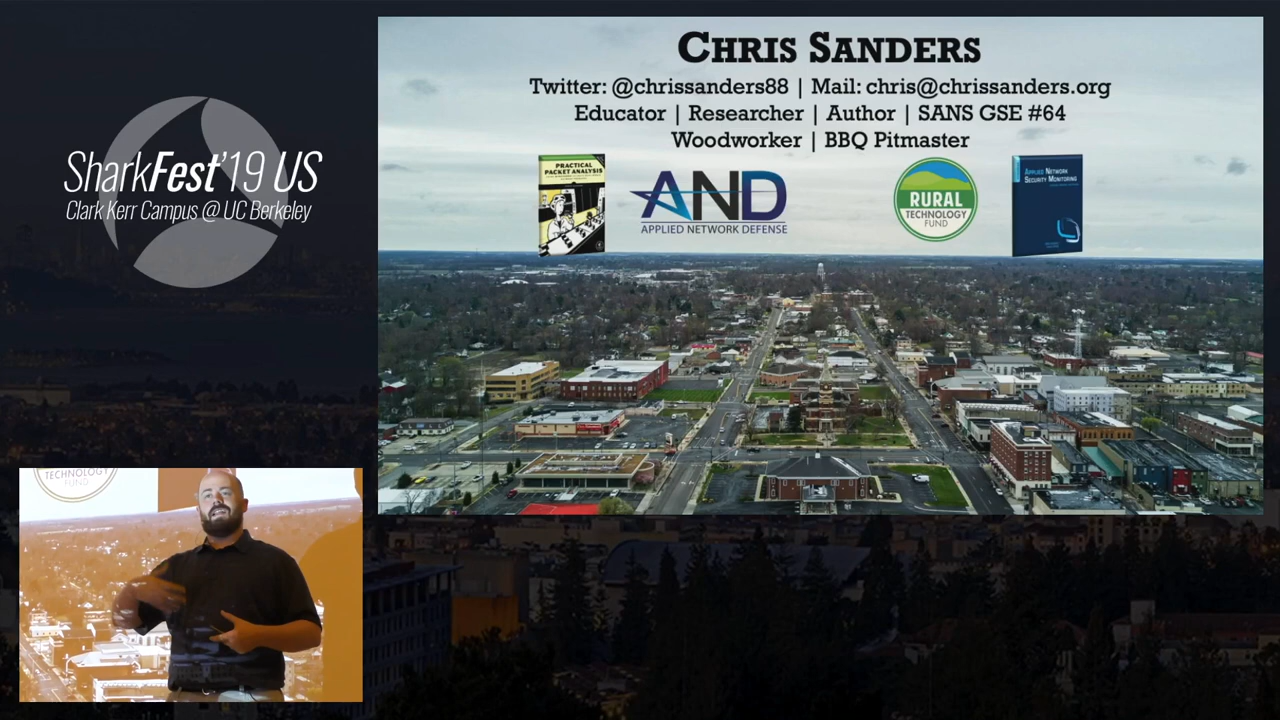 SharkFest'19 US
Clark Kerr Campus @ UC Berkeley
CHRIS SANDERS
Twitter: @chrissanders88 | Mail: chris@chrissanders.org
Educator | Researcher | Author | SANS GSE #64
Woodworker | BBQ Pitmaster
PRACTICAL
PACKET ANALYSIS
AND
APPLIED NETWORK DEFENSE
RURAL
TECHNOLOGY
FUND
APPLIED NETWORK
SECURITY MONITORING
TECHNOLOGY
FUND